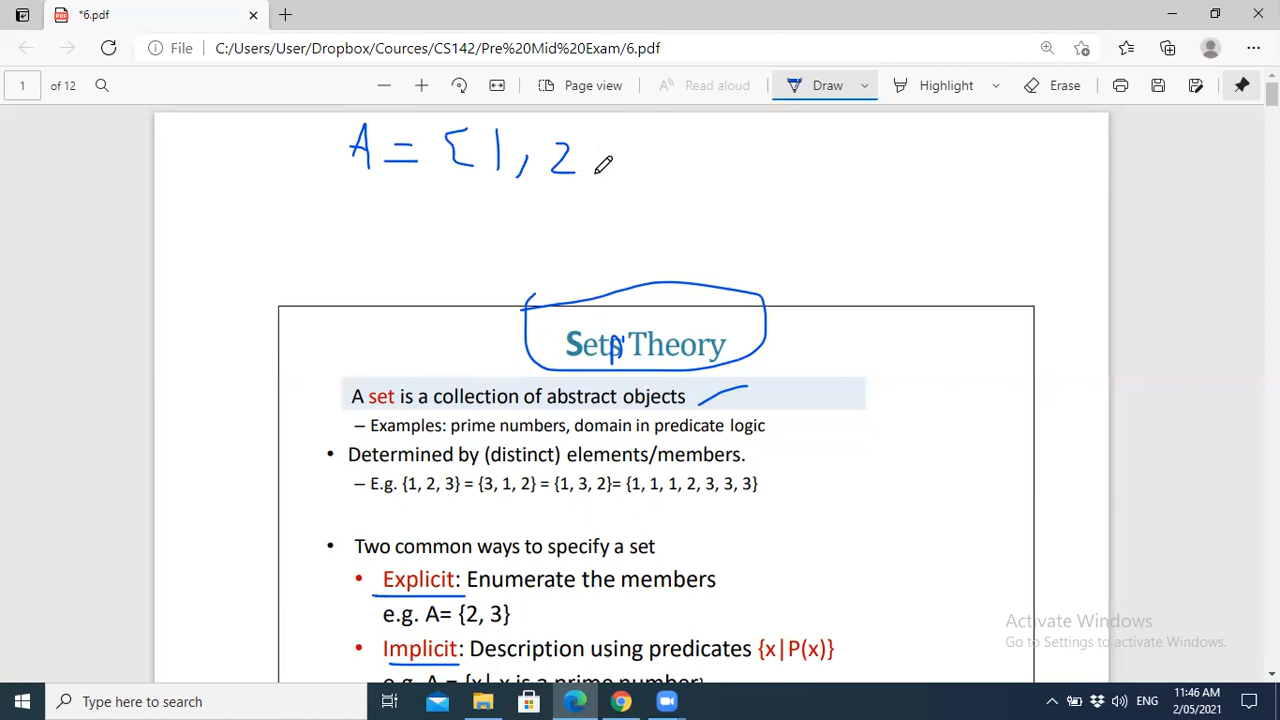 *6.pdf
File C:/Users/User/Dropbox/Cources/CS142/Pre%20Mid%20Exam/6.pdf
1 of 12 Page view Read aloud Draw Highlight Erase
A = {1, 2
Sets Theory
A set is a collection of abstract objects
– Examples: prime numbers, domain in predicate logic
• Determined by (distinct) elements/members.
– E.g. {1, 2, 3} = {3, 1, 2} = {1, 3, 2}= {1, 1, 1, 2, 3, 3, 3}
• Two common ways to specify a set
• Explicit: Enumerate the members
e.g. A= {2, 3}
• Implicit: Description using predicates {x|P(x)}
e.g. A = {x| x is a prime number}
Activate Windows
Go to Settings to activate Windows.
Type here to search
ENG
11:46 AM
2/05/2021